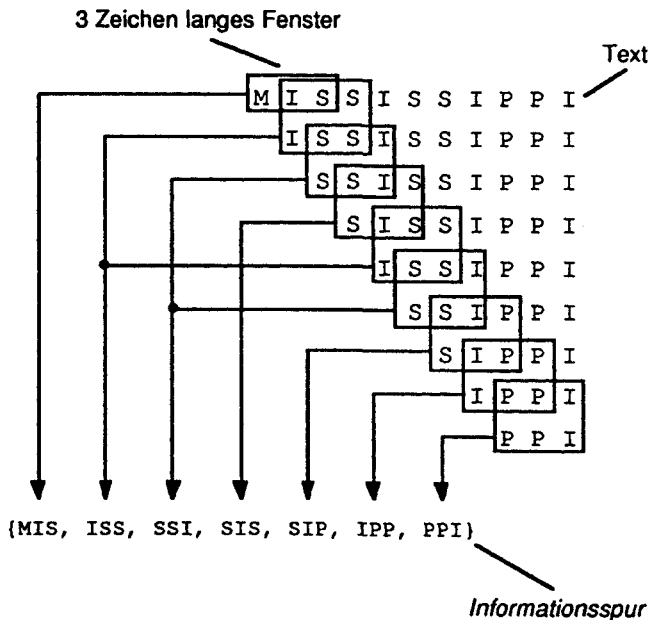 3 Zeichen langes Fenster
Text
M I S S I S S I P P I
I S S I S S I P P I
S S I S S I P P I
S I S S I P P I
I S S I P P I
S S I P P I
S I P P I
I P P I
P P I
{MIS, ISS, SSI, SIS, SIP, IPP, PPI}
Informationsspur